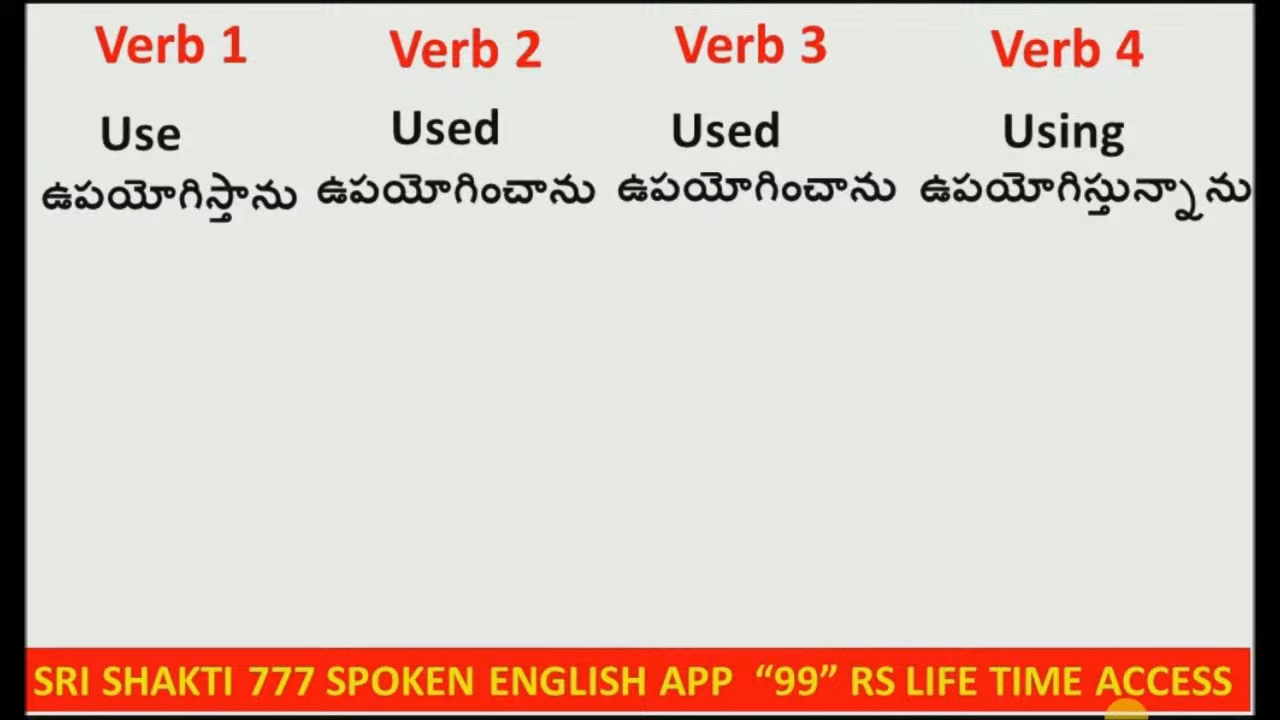 Verb 1 Verb 2 Verb 3 Verb 4
Use Used Used Using
ఉపయోగిస్తాను ఉపయోగించాను ఉపయోగించాను ఉపయోగిస్తున్నాను
SRI SHAKTI 777 SPOKEN ENGLISH APP “99” RS LIFE TIME ACCESS